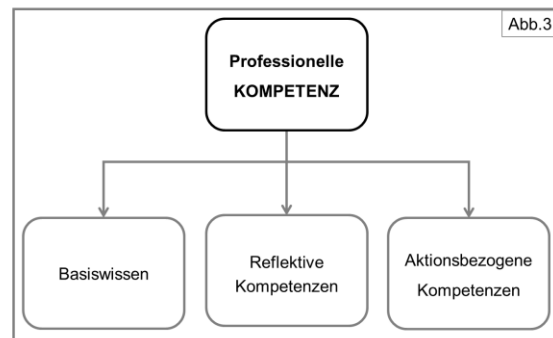 Abb.3
Professionelle
KOMPETENZ
Basiswissen
Reflektive
Kompetenzen
Aktionsbezogene
Kompetenzen